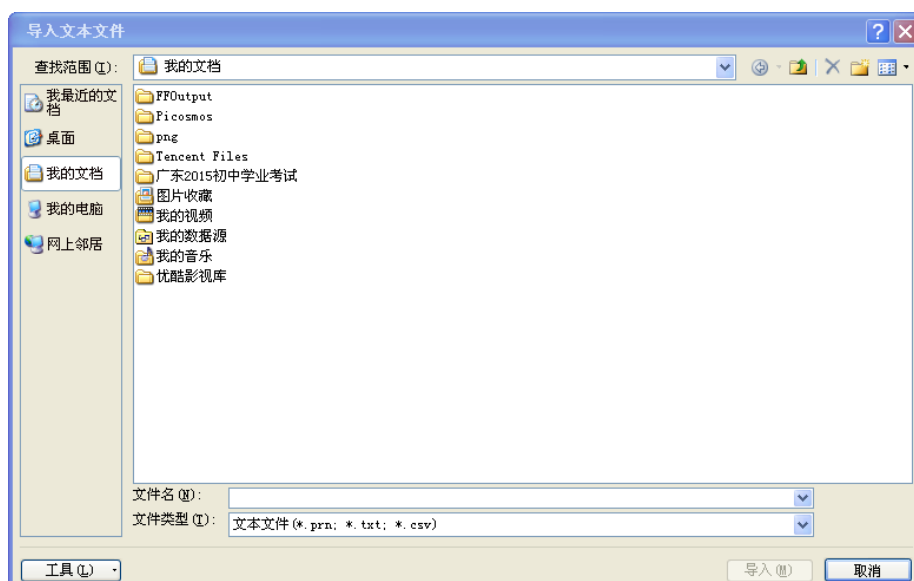 导入文本文件
查找范围(I):
我的文档
我最近的文档
桌面
我的文档
我的电脑
网上邻居
FFOutput
Picosmos
png
Tencent Files
广东2015初中学业考试
图片收藏
我的视频
我的数据源
我的音乐
优酷影视库
文件名(N):
文件类型(T):
文本文件(*.prn; *.txt; *.csv)
工具(L)
导入(M)
取消